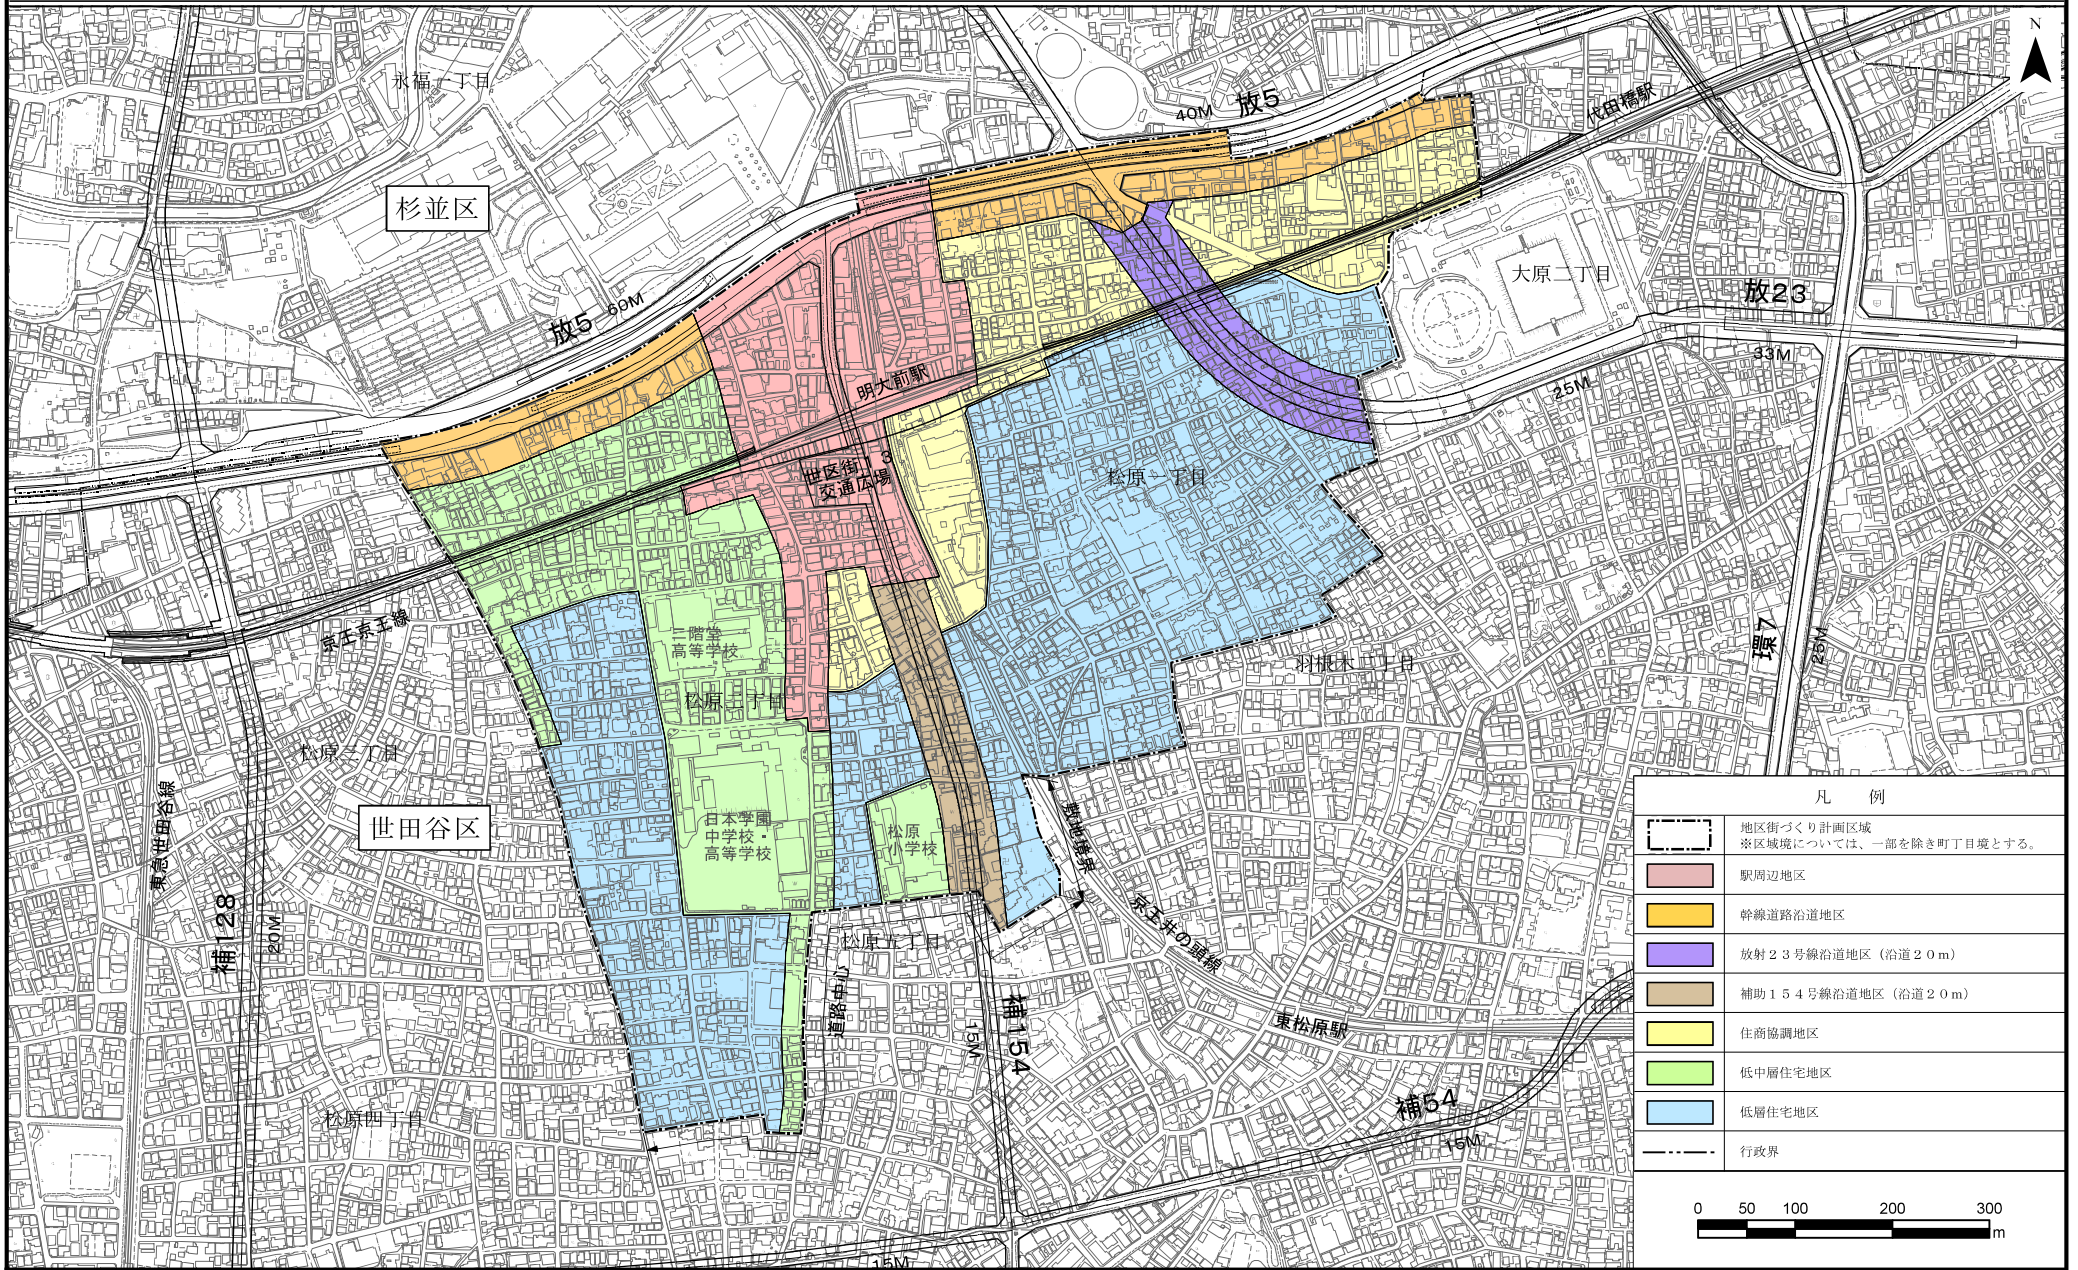 N
永福一丁目
40M
放5
代田橋駅
杉並区
大原二丁目
放5
60M
放23
33M
明大前駅
25M
世区街13
交通広場
松原一丁目
京王京王線
二階堂
高等学校
環7
25M
羽根木二丁目
松原二丁目
松原三丁目
世田谷区
東急世田谷線
日本学園
中学校・
高等学校
松原
小学校
敷地境界
補128
20M
松原五丁目
京王井の頭線
道路中心
補154
15M
東松原駅
松原四丁目
補54
15M
15M
凡 例
地区街づくり計画区域
※区域境については、一部を除き町丁目境とする。
駅周辺地区
幹線道路沿道地区
放射23号線沿道地区（沿道20m）
補助154号線沿道地区（沿道20m）
住商協調地区
低中層住宅地区
低層住宅地区
行政界
0 50 100 200 300
m